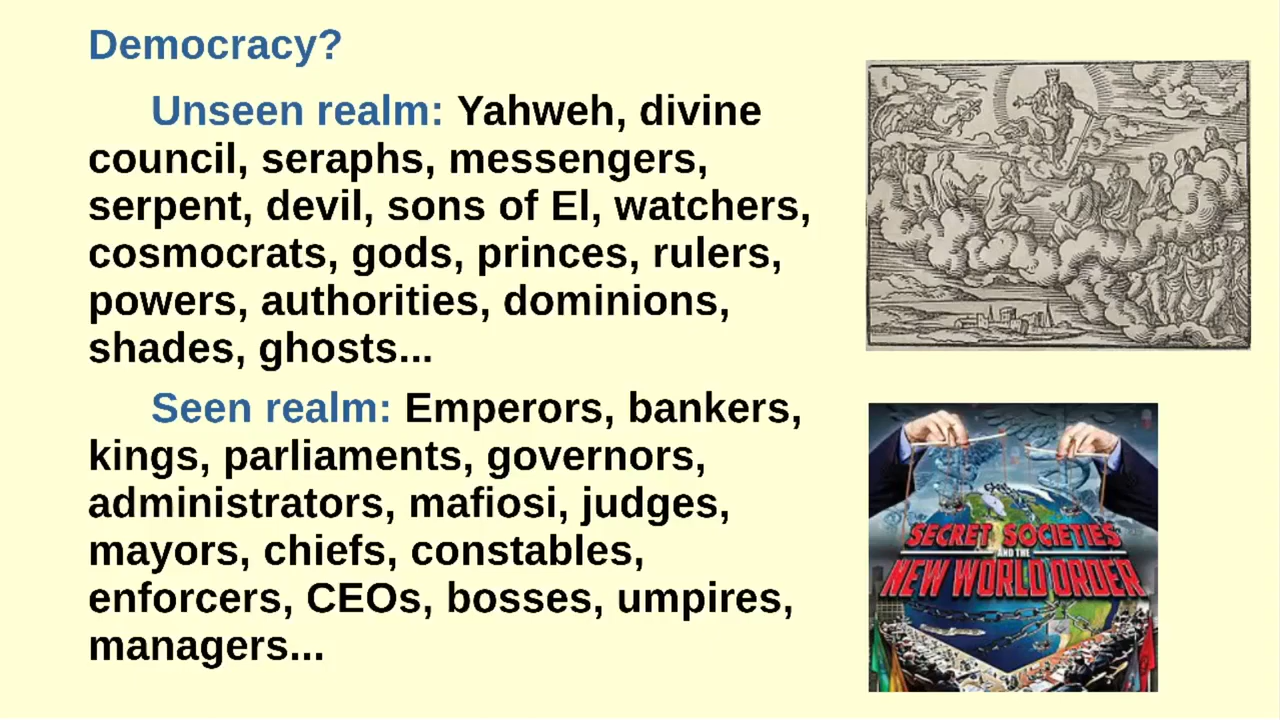 Democracy?
Unseen realm: Yahweh, divine
council, seraphs, messengers,
serpent, devil, sons of El, watchers,
cosmocrats, gods, princes, rulers,
powers, authorities, dominions,
shades, ghosts...
Seen realm: Emperors, bankers,
kings, parliaments, governors,
administrators, mafiosi, judges,
mayors, chiefs, constables,
enforcers, CEOs, bosses, umpires,
managers...
SECRET SOCIETIES
AND THE
NEW WORLD ORDER